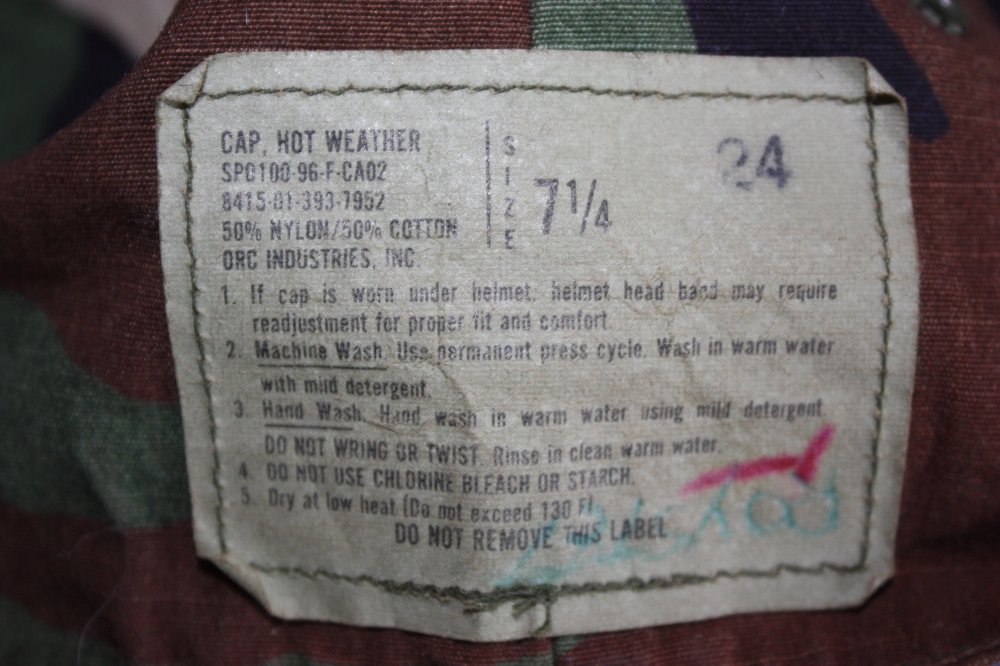 CAP, HOT WEATHER
SPO100-96-F-CA02
8415-01-393-7952
50% NYLON/50% COTTON
ORC INDUSTRIES, INC.
SIZE 7 1/4
24
1. If cap is worn under helmet, helmet head band may require
readjustment for proper fit and comfort.
2. Machine Wash. Use permanent press cycle. Wash in warm water
with mild detergent.
3. Hand Wash. Hand wash in warm water using mild detergent
DO NOT WRING OR TWIST. Rinse in clean warm water.
4. DO NOT USE CHLORINE BLEACH OR STARCH.
5. Dry at low heat (Do not exceed 130 F).
DO NOT REMOVE THIS LABEL